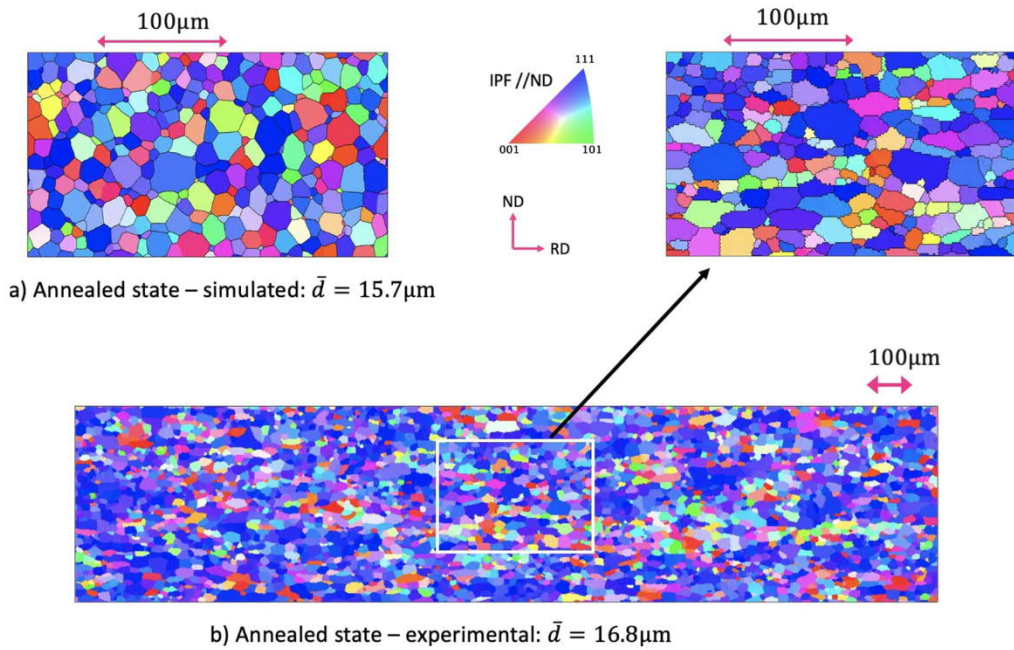 100μm
100μm
111
IPF //ND
001
101
ND
RD
a) Annealed state – simulated: d̄ = 15.7μm
100μm
b) Annealed state – experimental: d̄ = 16.8μm